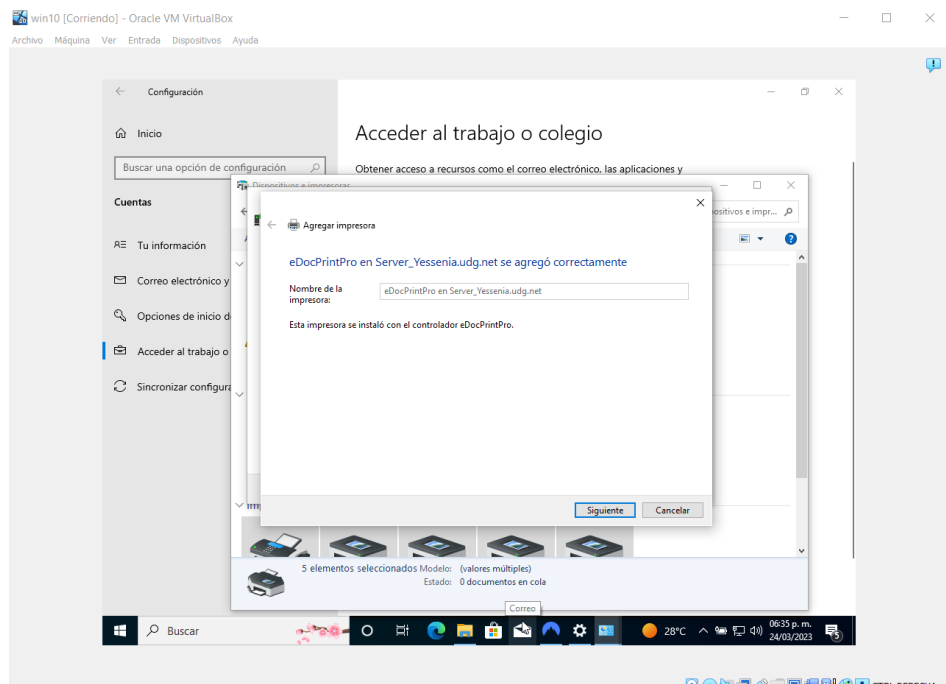 win10 [Corriendo] - Oracle VM VirtualBox
Archivo Máquina Ver Entrada Dispositivos Ayuda
Configuración
Inicio
Buscar una opción de configuración
Cuentas
Tu información
Correo electrónico y
Opciones de inicio d
Acceder al trabajo o
Sincronizar configura
Acceder al trabajo o colegio
Obtener acceso a recursos como el correo electrónico, las aplicaciones y
Dispositivos e impresoras
ositivos e impr...
Agregar impresora
eDocPrintPro en Server_Yessenia.udg.net se agregó correctamente
Nombre de la
impresora:
eDocPrintPro en Server_Yessenia.udg.net
Esta impresora se instaló con el controlador eDocPrintPro.
Siguiente Cancelar
5 elementos seleccionados Modelo: (valores múltiples)
Estado: 0 documentos en cola
Correo
Buscar
28°C
06:35 p. m.
24/03/2023
5